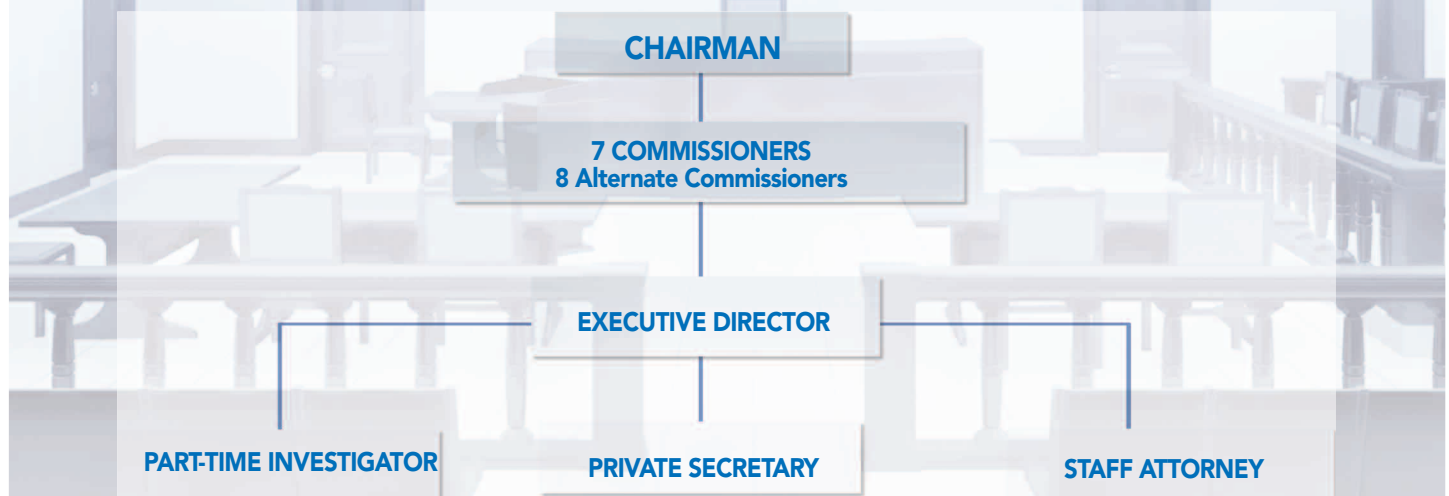 CHAIRMAN
7 COMMISSIONERS
8 Alternate Commissioners
EXECUTIVE DIRECTOR
PART-TIME INVESTIGATOR
PRIVATE SECRETARY
STAFF ATTORNEY